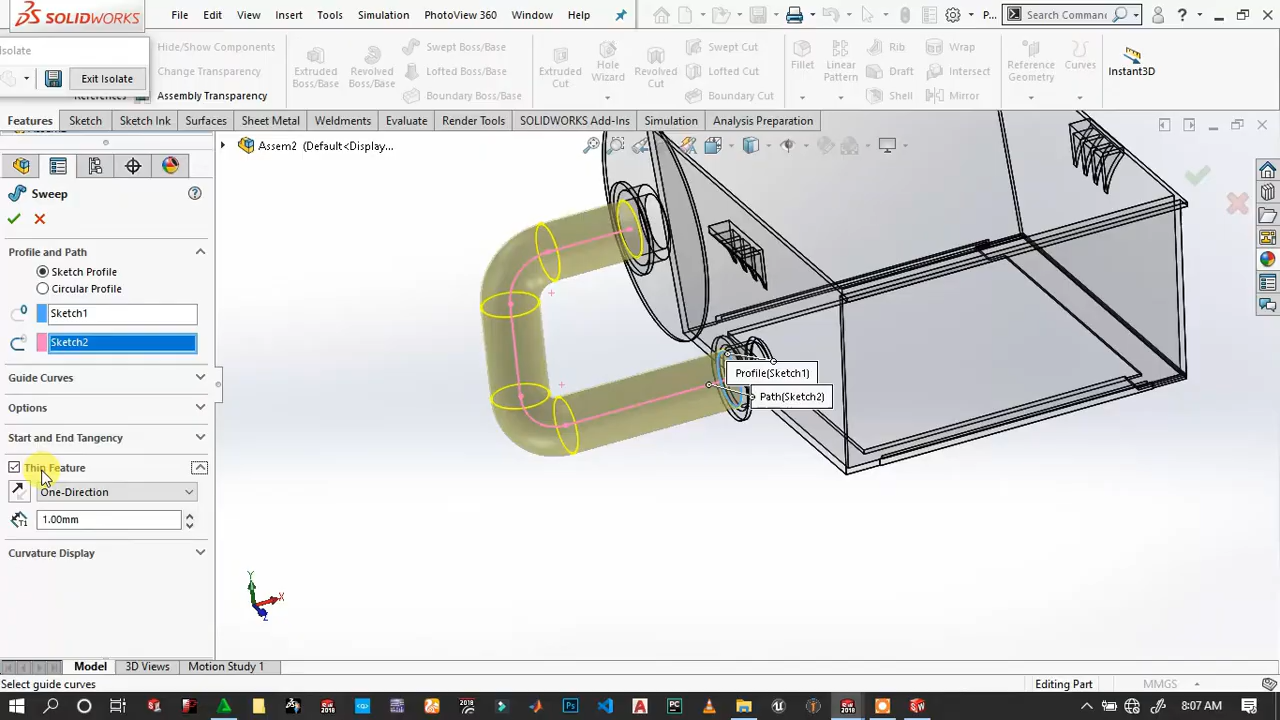 SOLIDWORKS
File
Edit
View
Insert
Tools
Simulation
PhotoView 360
Window
Help
P...
Search Comman
Isolate
Exit Isolate
Hide/Show Components
Change Transparency
Assembly Transparency
Extruded Boss/Base
Revolved Boss/Base
Swept Boss/Base
Lofted Boss/Base
Boundary Boss/Base
Extruded Cut
Hole Wizard
Revolved Cut
Swept Cut
Lofted Cut
Boundary Cut
Fillet
Linear Pattern
Rib
Draft
Shell
Wrap
Intersect
Mirror
Reference Geometry
Curves
Instant3D
Features
Sketch
Sketch Ink
Surfaces
Sheet Metal
Weldments
Evaluate
Render Tools
SOLIDWORKS Add-Ins
Simulation
Analysis Preparation
Assem2 (Default<Display...
Sweep
Profile and Path
Sketch Profile
Circular Profile
Sketch1
Sketch2
Guide Curves
Options
Start and End Tangency
Thin Feature
One-Direction
T1
1.00mm
Curvature Display
Profile(Sketch1)
Path(Sketch2)
Y
X
Z
Model
3D Views
Motion Study 1
Select guide curves
Editing Part
MMGS
8:07 AM